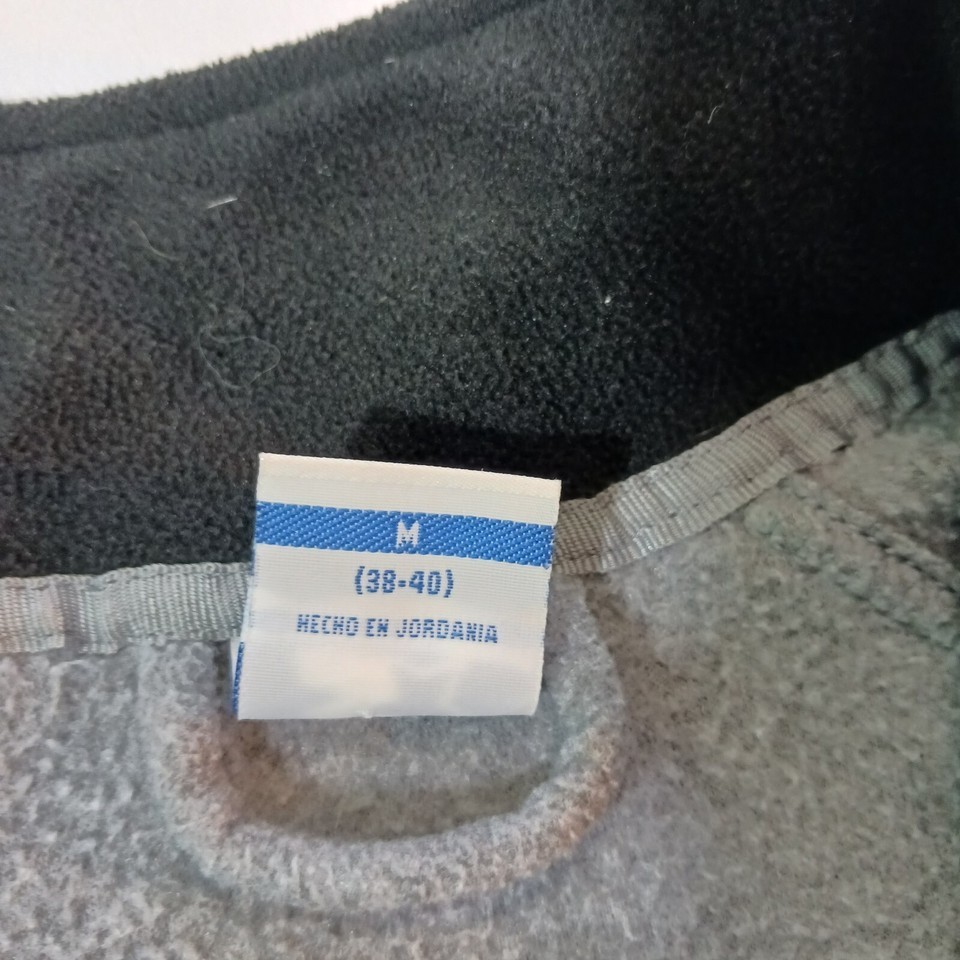 M
(38-40)
HECHO EN JORDANIA